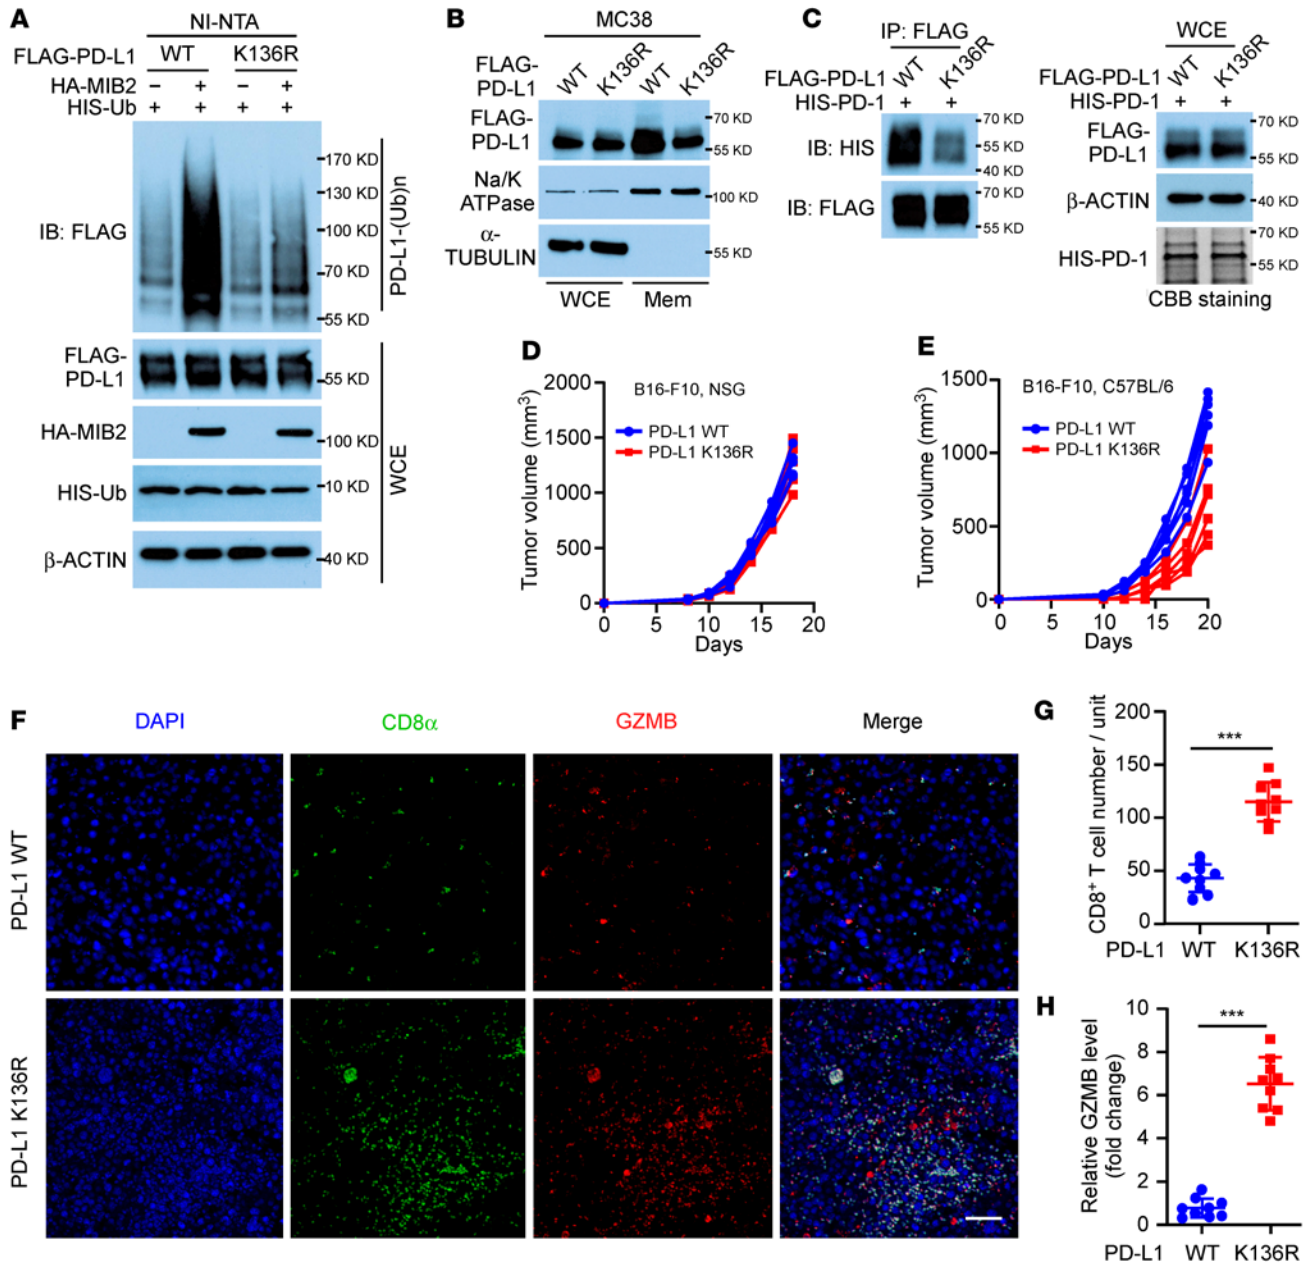 A
NI-NTA
FLAG-PD-L1 WT K136R
HA-MIB2 – + – +
HIS-Ub + + + +
IB: FLAG
170 KD
130 KD
100 KD
70 KD
55 KD
PD-L1-(Ub)n
FLAG-
PD-L1
55 KD
HA-MIB2
100 KD
HIS-Ub
10 KD
β-ACTIN
40 KD
WCE
B
MC38
FLAG-
PD-L1
WT K136R WT K136R
FLAG-
PD-L1
70 KD
55 KD
Na/K
ATPase
100 KD
α-
TUBULIN
55 KD
WCE Mem
C
IP: FLAG
FLAG-PD-L1 WT K136R
HIS-PD-1 + +
IB: HIS
70 KD
55 KD
40 KD
IB: FLAG
70 KD
55 KD
WCE
FLAG-PD-L1 WT K136R
HIS-PD-1 + +
FLAG-
PD-L1
70 KD
55 KD
β-ACTIN
40 KD
HIS-PD-1
70 KD
55 KD
CBB staining
D
B16-F10, NSG
PD-L1 WT
PD-L1 K136R
Tumor volume (mm³)
2000
1500
1000
500
0
0 5 10 15 20
Days
E
B16-F10, C57BL/6
PD-L1 WT
PD-L1 K136R
Tumor volume (mm³)
1500
1000
500
0
0 5 10 15 20
Days
F
DAPI CD8α GZMB Merge
PD-L1 WT
PD-L1 K136R
G
CD8⁺ T cell number / unit
200
150
100
50
0
***
PD-L1 WT K136R
H
Relative GZMB level
(fold change)
10
8
6
4
2
0
***
PD-L1 WT K136R